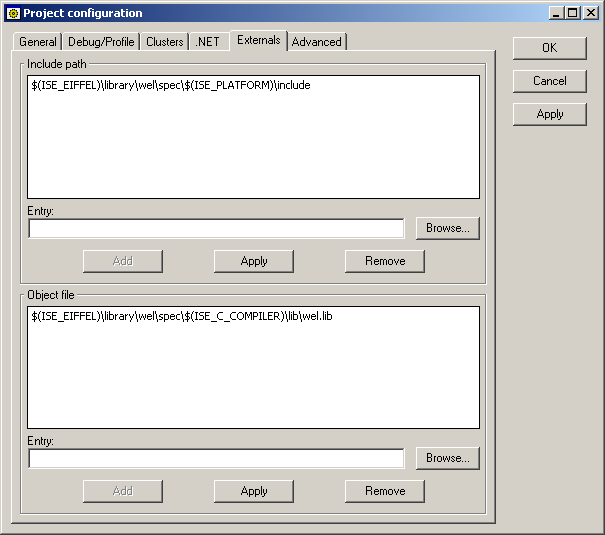 Project configuration
General Debug/Profile Clusters .NET Externals Advanced
OK
Cancel
Apply
Include path
$(ISE_EIFFEL)\library\wel\spec\$(ISE_PLATFORM)\include
Entry:
Browse...
Add Apply Remove
Object file
$(ISE_EIFFEL)\library\wel\spec\$(ISE_C_COMPILER)\lib\wel.lib
Entry:
Browse...
Add Apply Remove